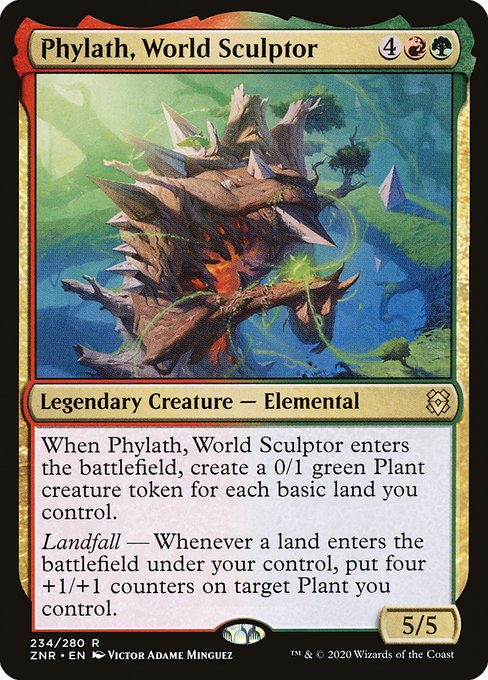 Phylath, World Sculptor 4
Legendary Creature — Elemental
When Phylath, World Sculptor enters
the battlefield, create a 0/1 green Plant
creature token for each basic land you
control.
Landfall — Whenever a land enters the
battlefield under your control, put four
+1/+1 counters on target Plant you
control.
5/5
234/280 R
ZNR • EN Victor Adame Minguez
™ & © 2020 Wizards of the Coast